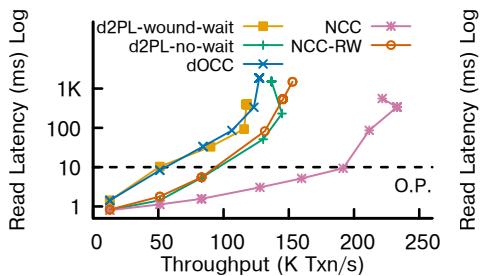 d2PL-wound-wait
d2PL-no-wait
dOCC
NCC
NCC-RW
Read Latency (ms) Log
1K
100
10
1
O.P.
0 50 100 150 200 250
Throughput (K Txn/s)
Read Latency (ms) Log